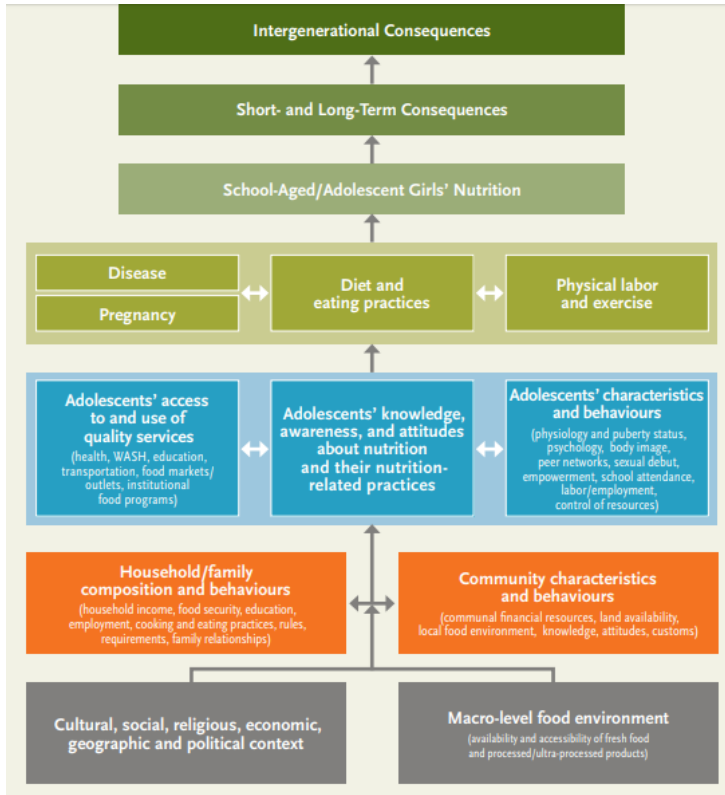 Intergenerational Consequences
Short- and Long-Term Consequences
School-Aged/Adolescent Girls' Nutrition
Disease
Pregnancy
Diet and
eating practices
Physical labor
and exercise
Adolescents' access
to and use of
quality services
(health, WASH, education,
transportation, food markets/
outlets, institutional
food programs)
Adolescents' knowledge,
awareness, and attitudes
about nutrition
and their nutrition-
related practices
Adolescents' characteristics
and behaviours
(physiology and puberty status,
psychology, body image,
peer networks, sexual debut,
empowerment, school attendance,
labor/employment,
control of resources)
Household/family
composition and behaviours
(household income, food security, education,
employment, cooking and eating practices, rules,
requirements, family relationships)
Community characteristics
and behaviours
(communal financial resources, land availability,
local food environment, knowledge, attitudes, customs)
Cultural, social, religious, economic,
geographic and political context
Macro-level food environment
(availability and accessibility of fresh food
and processed/ultra-processed products)